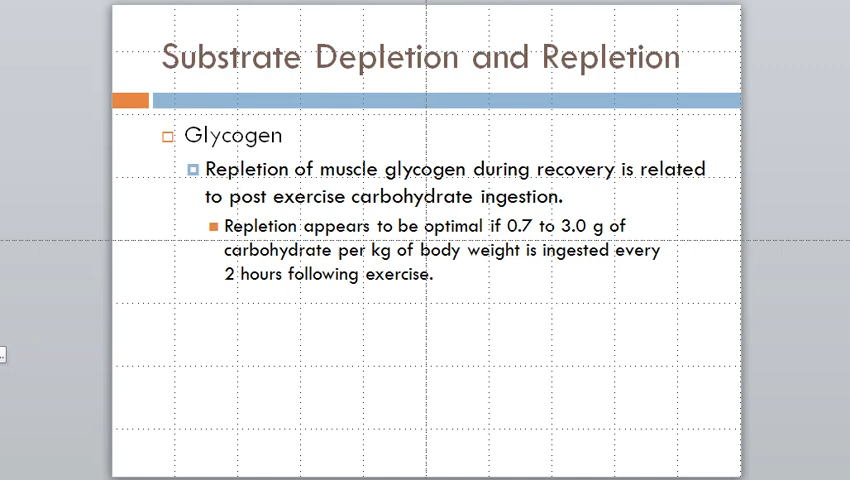 Substrate Depletion and Repletion
Glycogen
Repletion of muscle glycogen during recovery is related
to post exercise carbohydrate ingestion.
Repletion appears to be optimal if 0.7 to 3.0 g of
carbohydrate per kg of body weight is ingested every
2 hours following exercise.